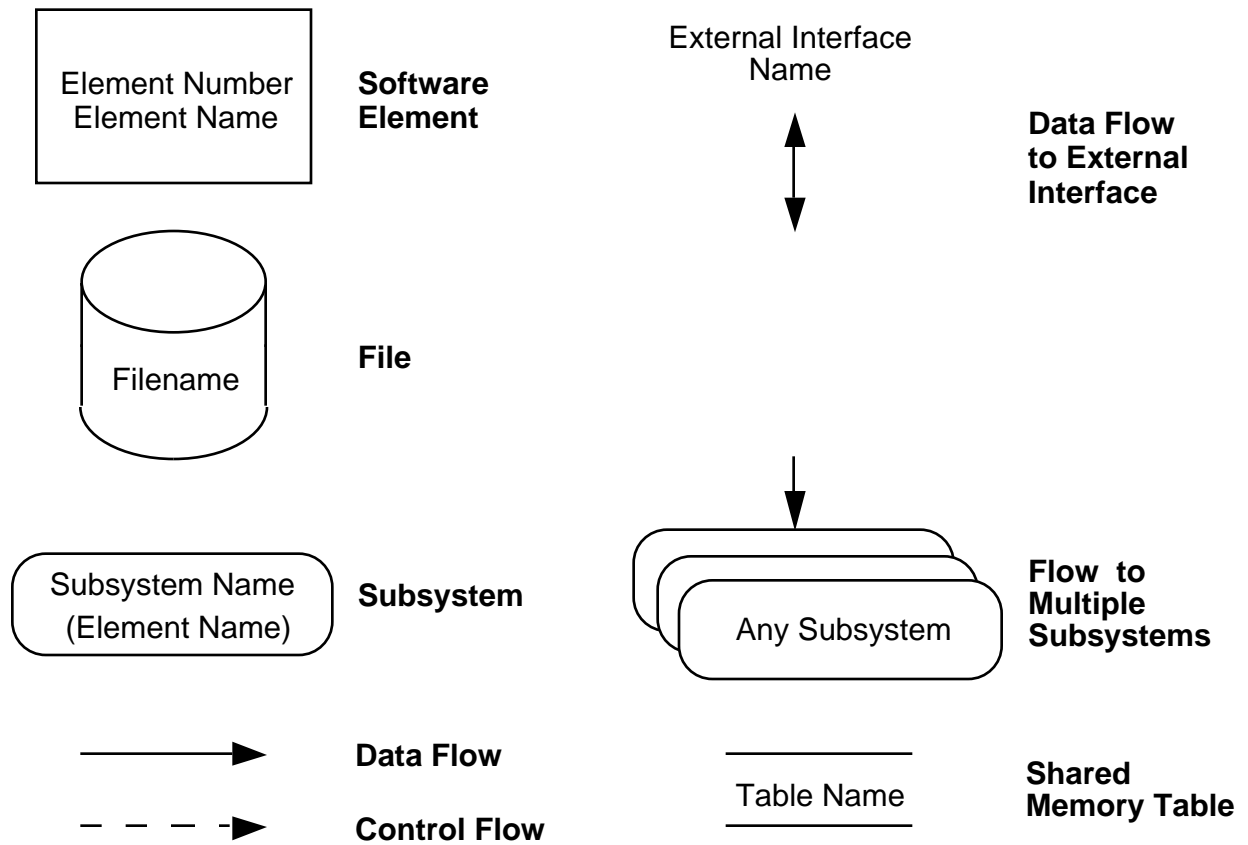 Element Number
Element Name
Software
Element
External Interface
Name
Data Flow
to External
Interface
Filename
File
Subsystem Name
(Element Name)
Subsystem
Any Subsystem
Flow to
Multiple
Subsystems
Data Flow
Control Flow
Table Name
Shared
Memory Table